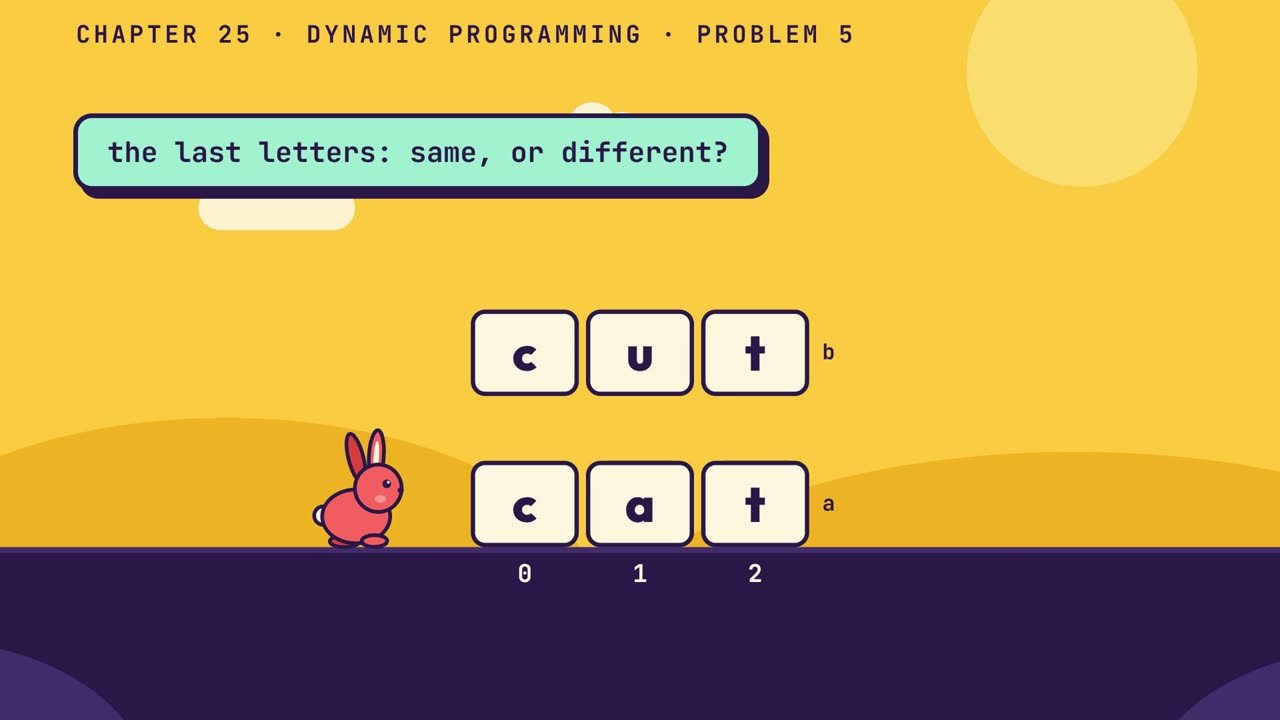 CHAPTER 25 · DYNAMIC PROGRAMMING · PROBLEM 5
the last letters: same, or different?
c u t b
c a t a
0 1 2